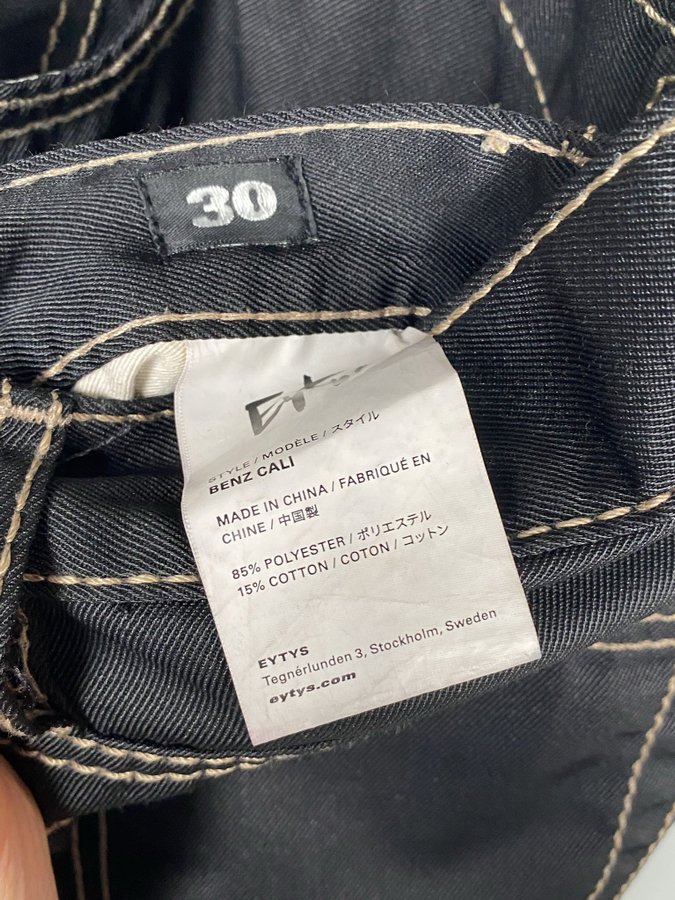 30
Eytys
STYLE / MODÈLE / スタイル
BENZ CALI
MADE IN CHINA / FABRIQUÉ EN
CHINE / 中国製
85% POLYESTER / ポリエステル
15% COTTON / COTON / コットン
EYTYS
Tegnérlunden 3, Stockholm, Sweden
eytys.com